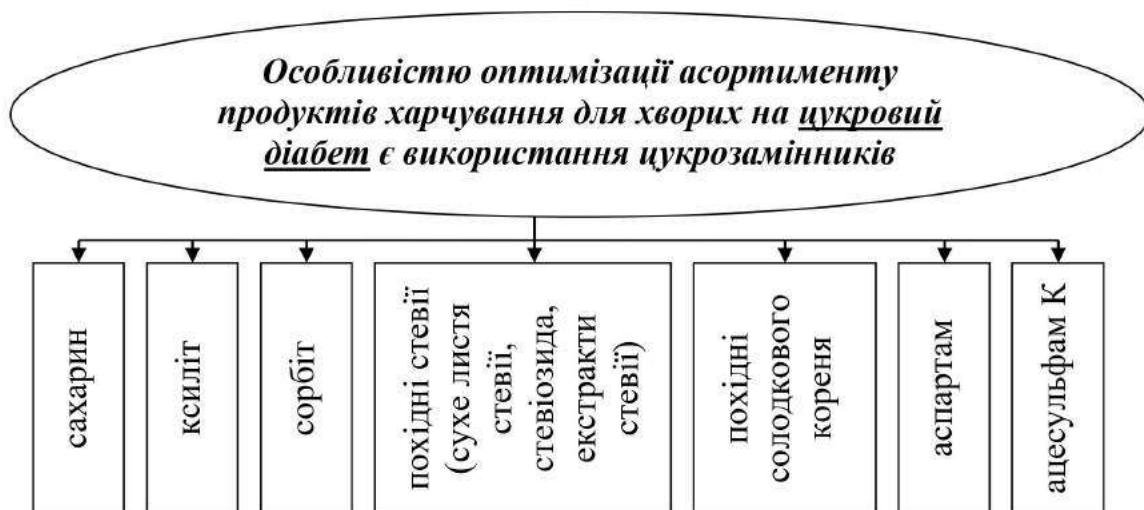 Особливістю оптимізації асортименту
продуктів харчування для хворих на цукровий
діабет є використання цукрозамінників
сахарин
ксиліт
сорбіт
похідні стевії
(сухе листя
стевії,
стевіозида,
екстракти
стевії)
похідні
солодкового
кореня
аспартам
ацесульфам К